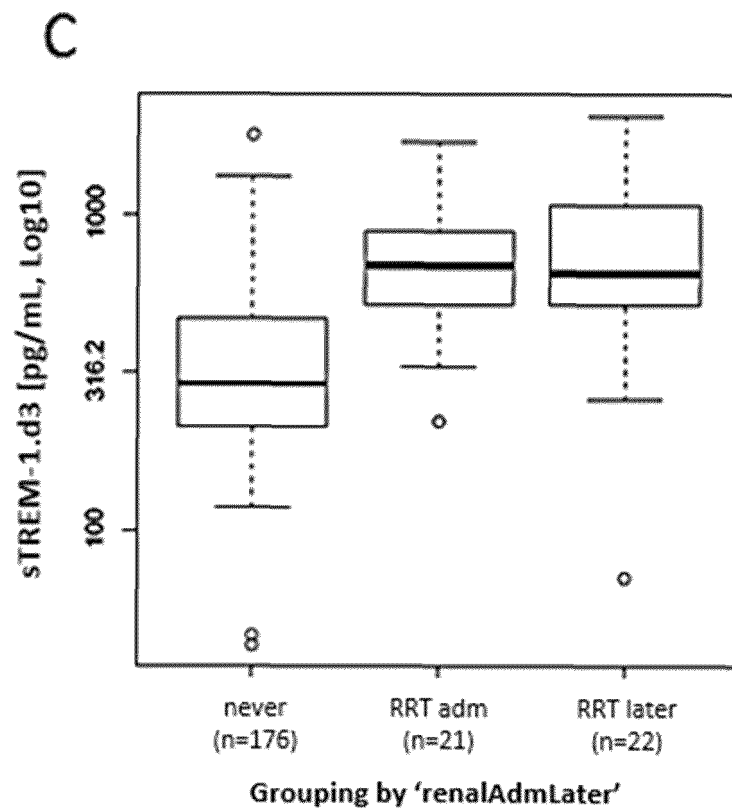 C
sTREM-1.d3 [pg/mL, Log10]
1000
316.2
100
never
(n=176)
RRT adm
(n=21)
RRT later
(n=22)
Grouping by 'renalAdmLater'